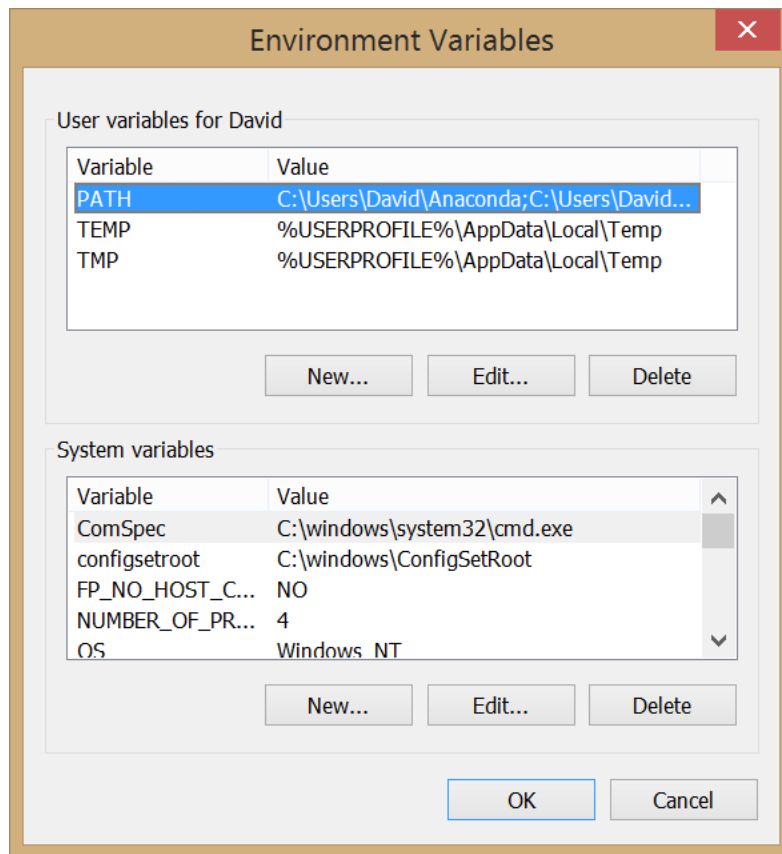 Environment Variables
User variables for David
Variable Value
PATH C:\Users\David\Anaconda;C:\Users\David...
TEMP %USERPROFILE%\AppData\Local\Temp
TMP %USERPROFILE%\AppData\Local\Temp
New... Edit... Delete
System variables
Variable Value
ComSpec C:\windows\system32\cmd.exe
configsetroot C:\windows\ConfigSetRoot
FP_NO_HOST_C... NO
NUMBER_OF_PR... 4
OS Windows_NT
New... Edit... Delete
OK Cancel